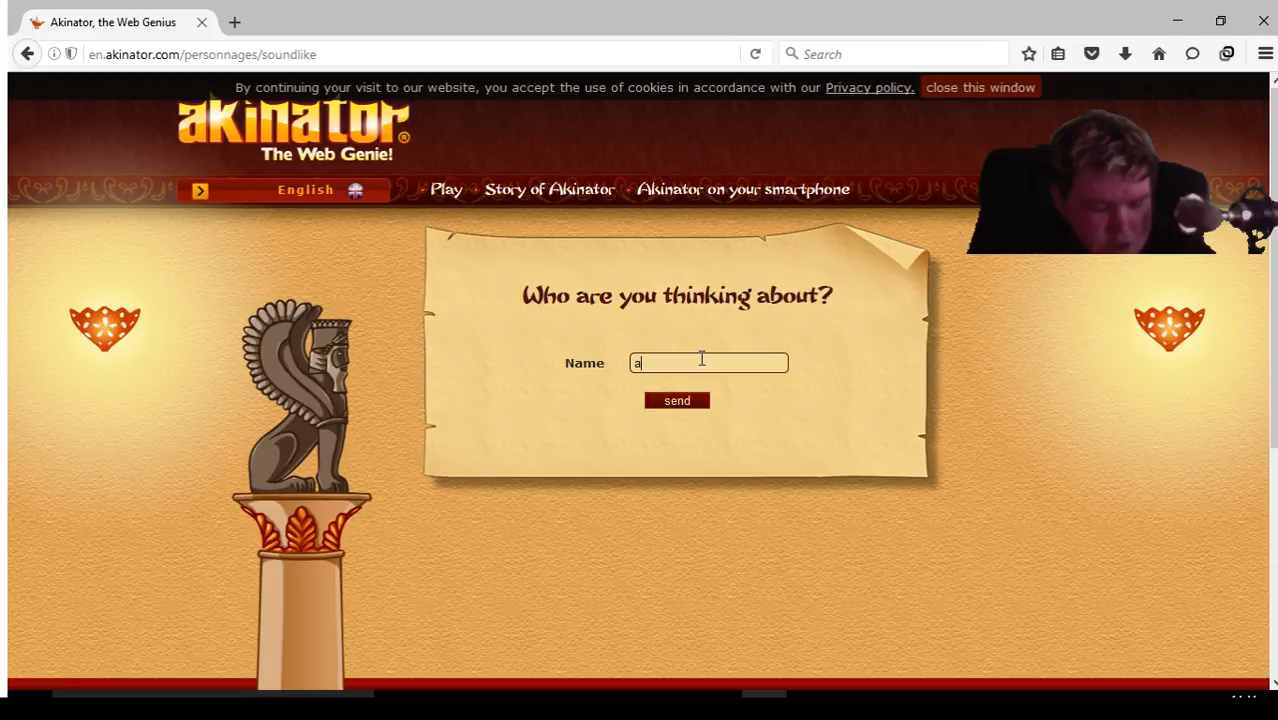 Akinator, the Web Genius
en.akinator.com/personnages/soundlike
Search
By continuing your visit to our website, you accept the use of cookies in accordance with our Privacy policy. close this window
akinator®
The Web Genie!
English
Play
Story of Akinator
Akinator on your smartphone
Who are you thinking about?
Name
a
send